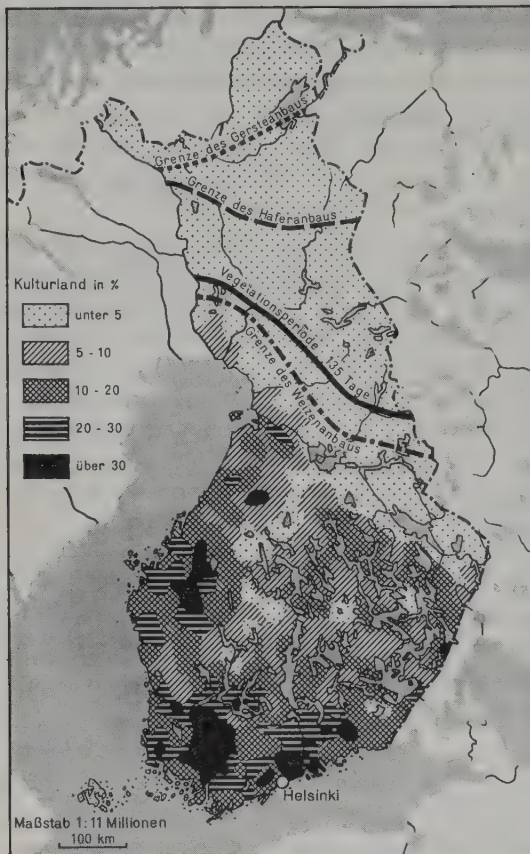 Grenze des Gersteanbaus
Grenze des Haferanbaus
Vegetationsperiode 135 Tage
Grenze des Weizenanbaus
Kulturland in %
unter 5
5 - 10
10 - 20
20 - 30
über 30
Helsinki
Maßstab 1:11 Millionen
100 km